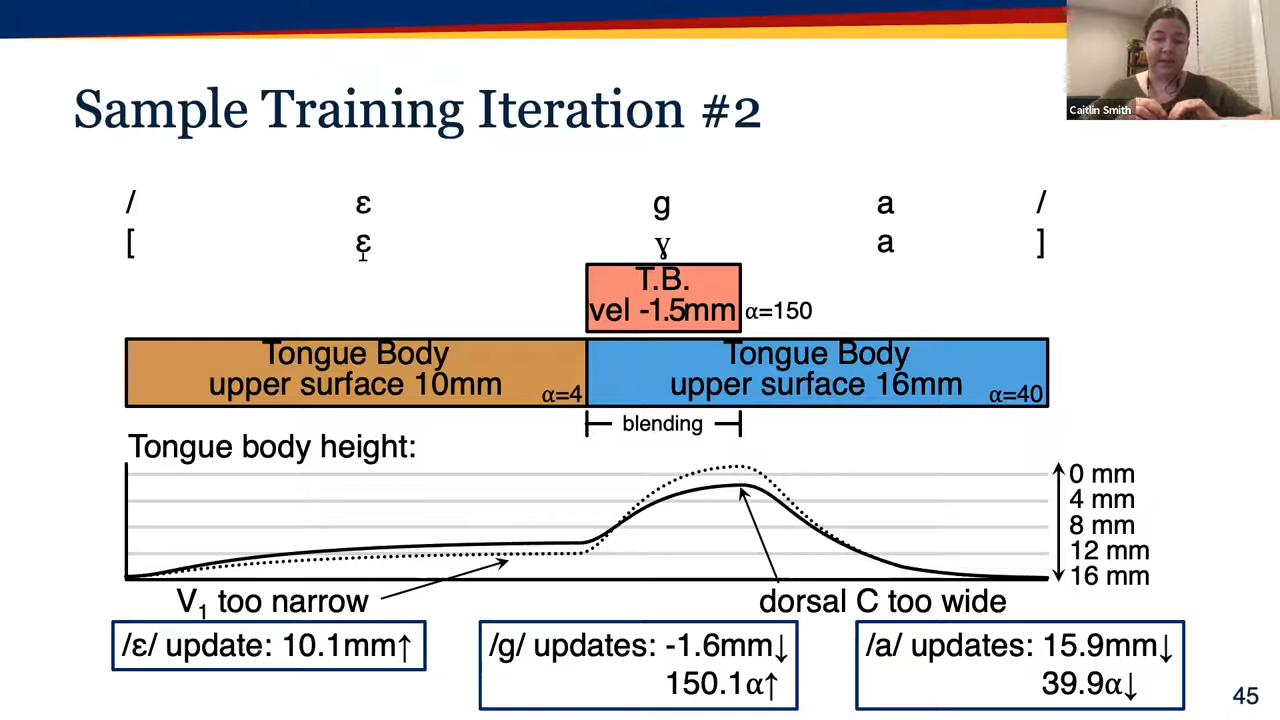 Caitlin Smith
Sample Training Iteration #2
/ ɛ g a /
[ ɛ̝ ɣ a ]
T.B.
vel -1.5mm α=150
Tongue Body
upper surface 10mm α=4
Tongue Body
upper surface 16mm α=40
blending
Tongue body height:
0 mm
4 mm
8 mm
12 mm
16 mm
V₁ too narrow
dorsal C too wide
/ɛ/ update: 10.1mm↑
/g/ updates: -1.6mm↓
150.1α↑
/a/ updates: 15.9mm↓
39.9α↓
45